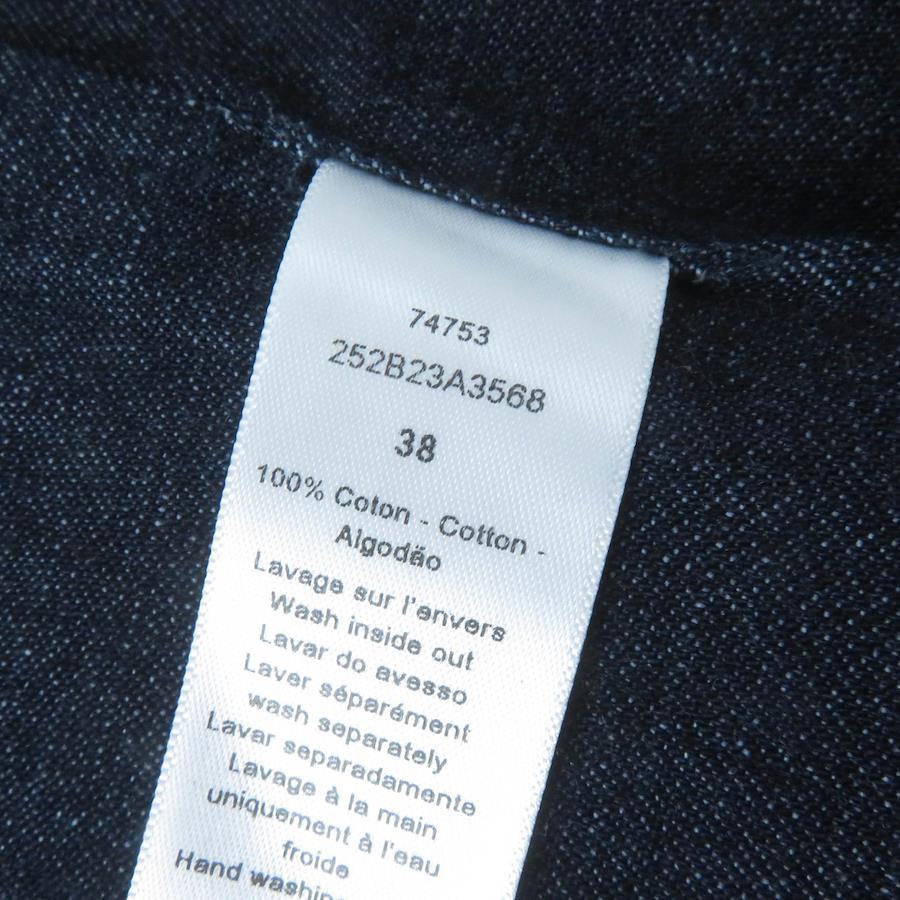 74753
252B23A3568
38
100% Coton - Cotton -
Algodão
Lavage sur l'envers
Wash inside out
Lavar do avesso
Laver séparément
wash separately
Lavar separadamente
Lavage à la main
uniquement à l'eau
froide
Hand